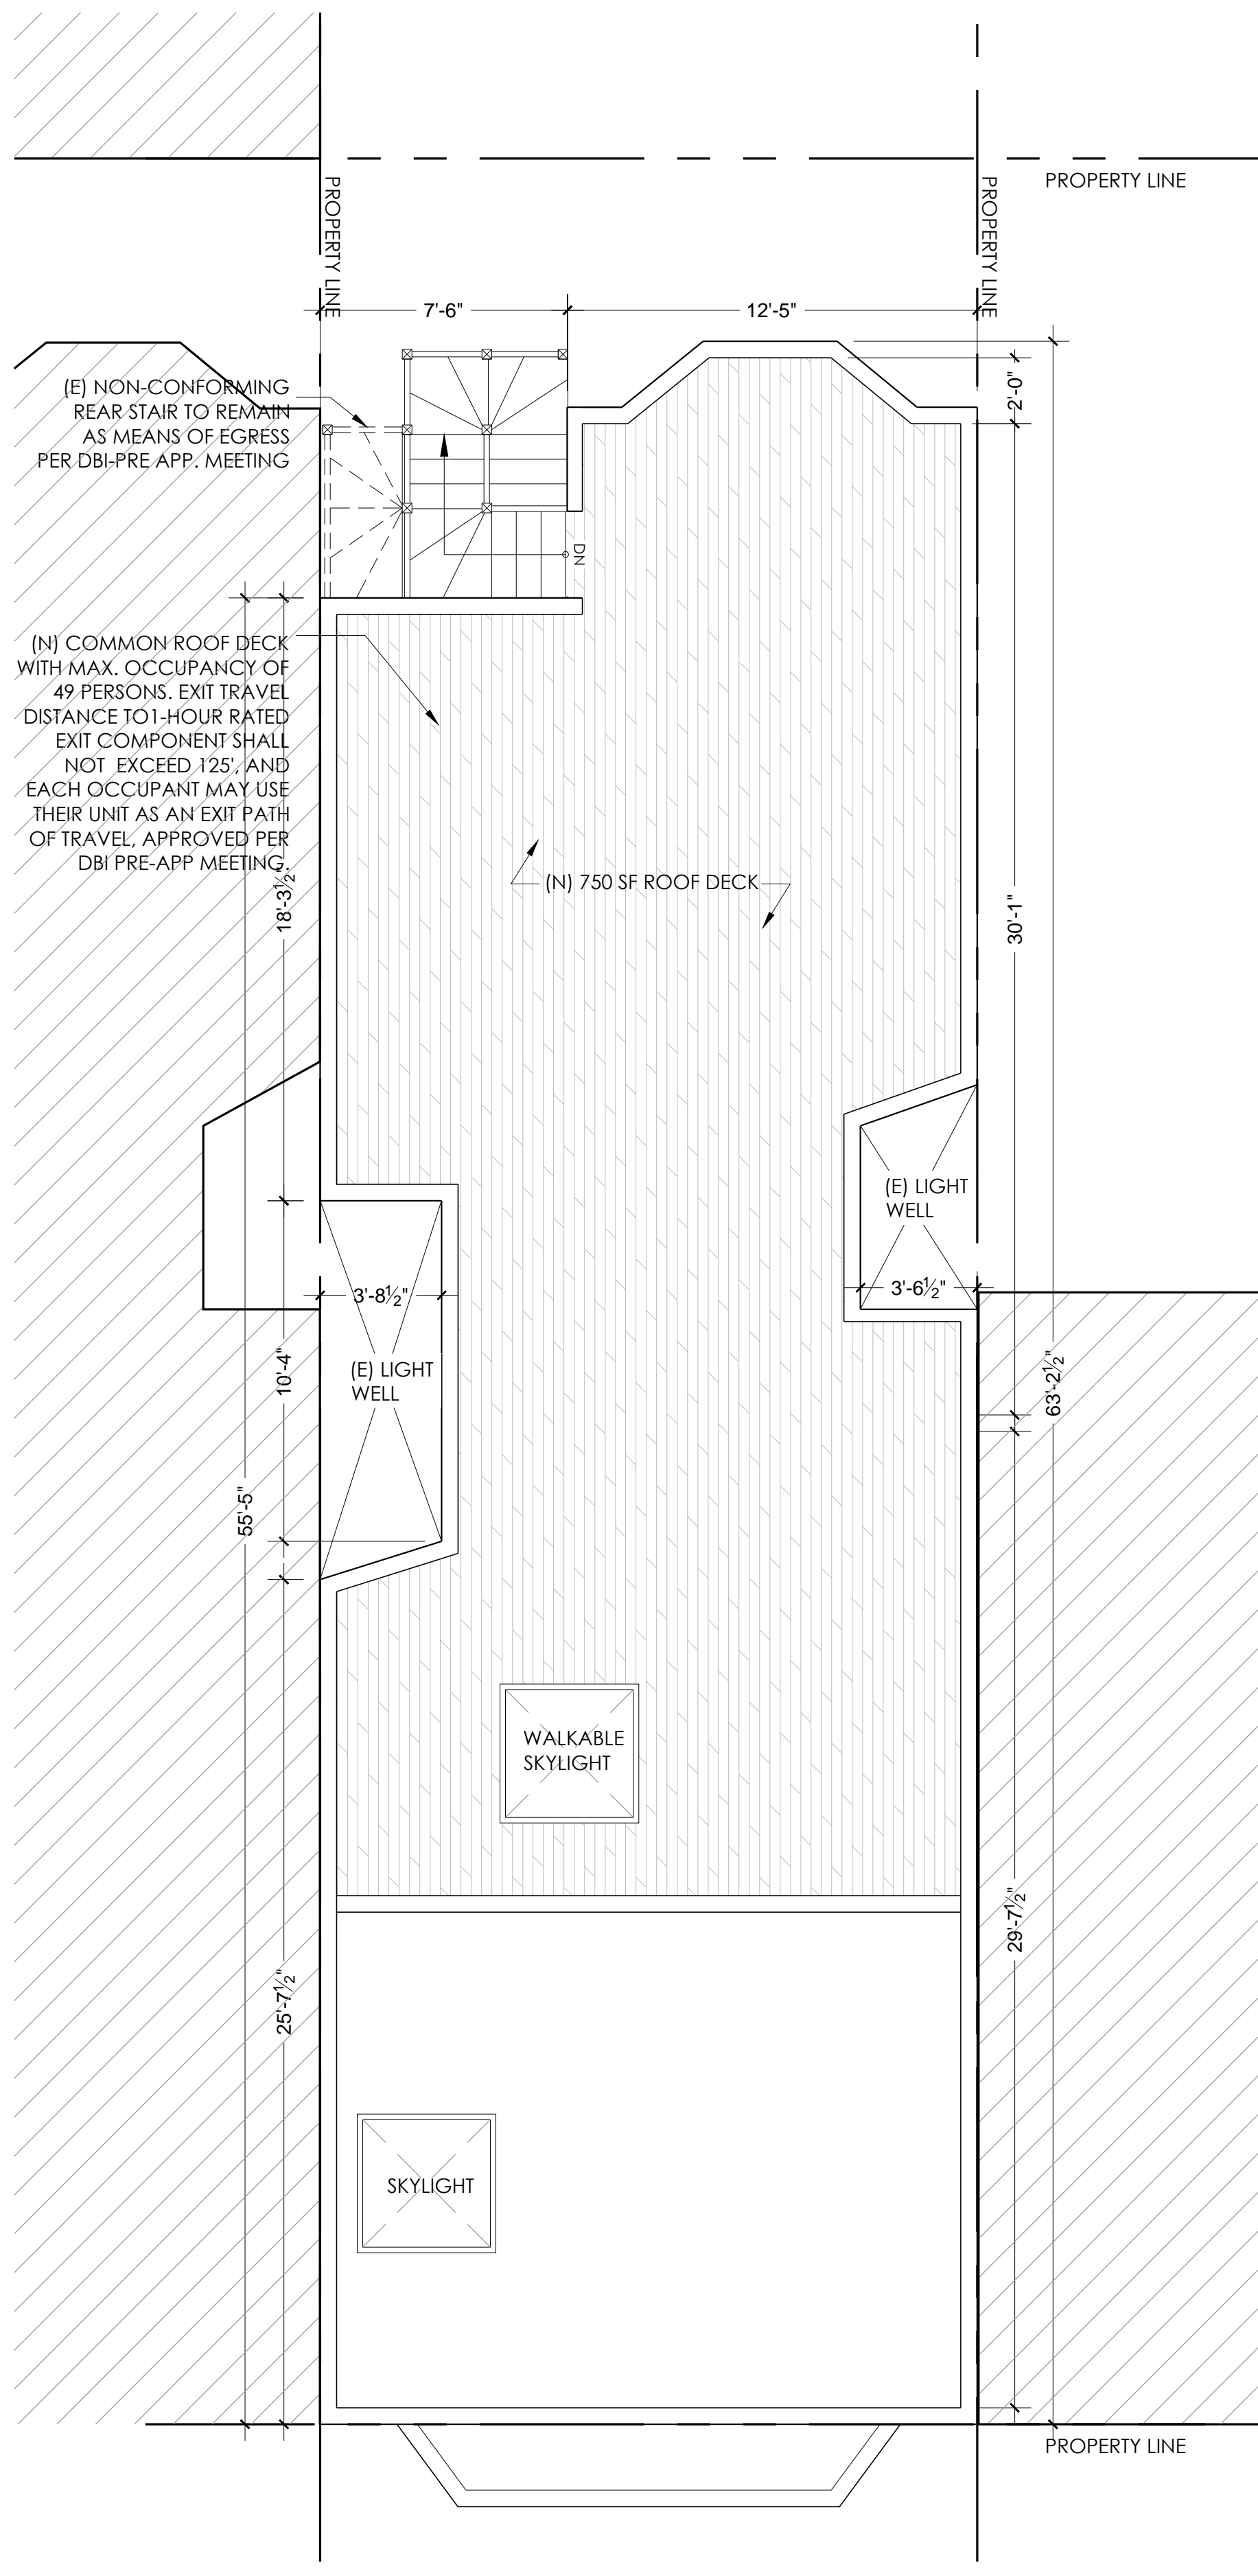 PROPERTY LINE
PROPERTY LINE
PROPERTY LINE
7'-6"
12'-5"
2'-0"
(E) NON-CONFORMING
REAR STAIR TO REMAIN
AS MEANS OF EGRESS
PER DBI-PRE APP. MEETING
DN
(N) COMMON ROOF DECK
WITH MAX. OCCUPANCY OF
49 PERSONS. EXIT TRAVEL
DISTANCE TO1-HOUR RATED
EXIT COMPONENT SHALL
NOT EXCEED 125', AND
EACH OCCUPANT MAY USE
THEIR UNIT AS AN EXIT PATH
OF TRAVEL, APPROVED PER
DBI PRE-APP MEETING.
18'-3½"
(N) 750 SF ROOF DECK
30'-1"
(E) LIGHT
WELL
3'-8½"
3'-6½"
(E) LIGHT
WELL
10'-4"
63'-2½"
55'-5"
WALKABLE
SKYLIGHT
29'-7½"
25'-7½"
SKYLIGHT
PROPERTY LINE